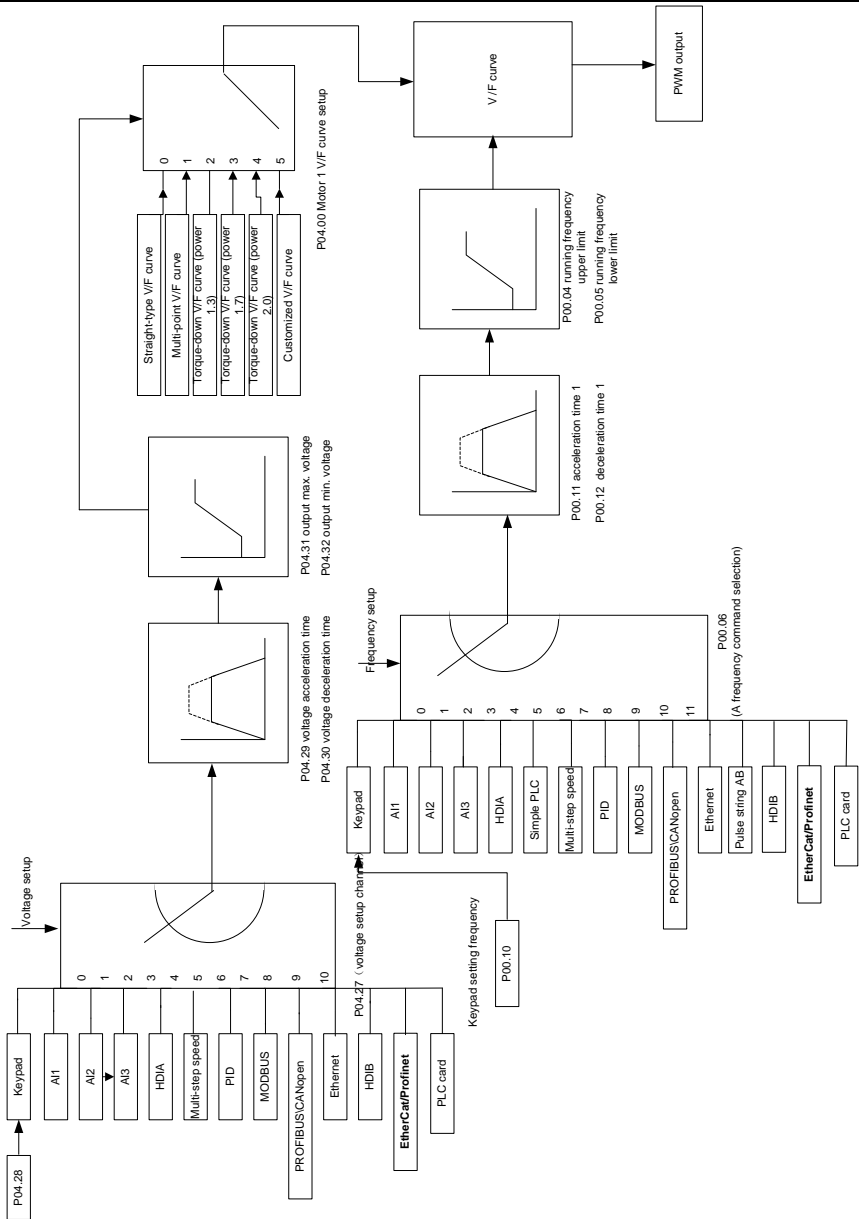 P04.28
Keypad
AI1
AI2
AI3
HDIA
Multi-step speed
PID
MODBUS
PROFIBUS\CANopen
Ethernet
HDIB
EtherCat/Profinet
PLC card
Voltage setup
0
1
2
3
4
5
6
7
8
9
10
P04.27（voltage setup channel）
P04.29 voltage acceleration time
P04.30 voltage deceleration time
P04.31 output max. voltage
P04.32 output min. voltage
Straight-type V/F curve
Multi-point V/F curve
Torque-down V/F curve (power
1.3)
Torque-down V/F curve (power
1.7)
Torque-down V/F curve (power
2.0)
Customized V/F curve
0
1
2
3
4
5
P04.00 Motor 1 V/F curve setup
Keypad setting frequency
P00.10
Keypad
AI1
AI2
AI3
HDIA
Simple PLC
Multi-step speed
PID
MODBUS
PROFIBUS\CANopen
Ethernet
Pulse string AB
HDIB
EtherCat/Profinet
PLC card
Frequency setup
0
1
2
3
4
5
6
7
8
9
10
11
P00.06
(A frequency command selection)
P00.11 acceleration time 1
P00.12 deceleration time 1
P00.04 running frequency
upper limit
P00.05 running frequency
lower limit
V/F curve
PWM output